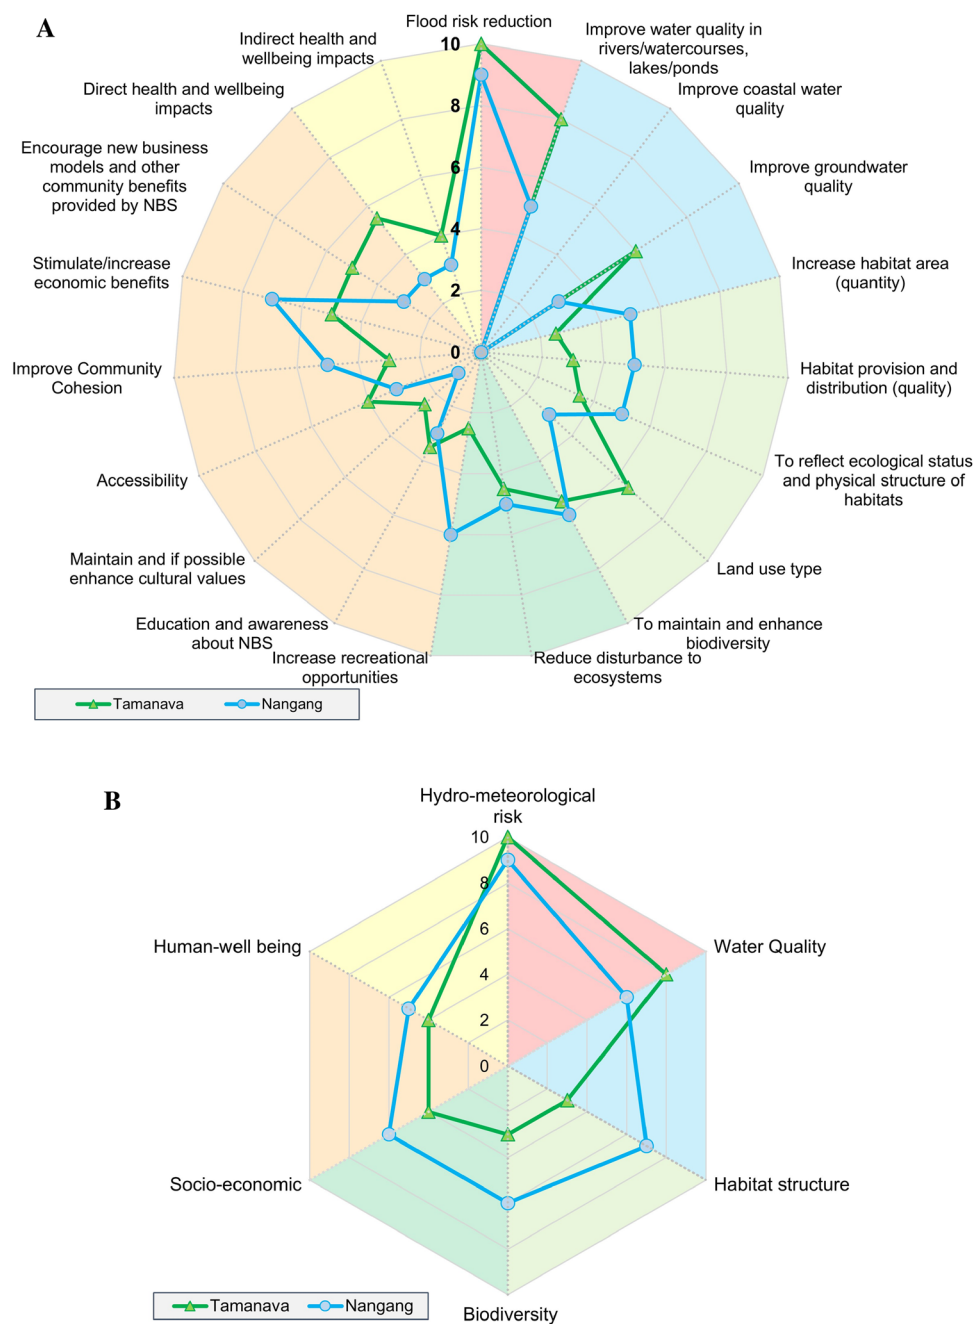 A
Flood risk reduction
Improve water quality in
rivers/watercourses,
lakes/ponds
Improve coastal water
quality
Improve groundwater
quality
Increase habitat area
(quantity)
Habitat provision and
distribution (quality)
To reflect ecological status
and physical structure of
habitats
Land use type
To maintain and enhance
biodiversity
Reduce disturbance to
ecosystems
Increase recreational
opportunities
Education and awareness
about NBS
Maintain and if possible
enhance cultural values
Accessibility
Improve Community
Cohesion
Stimulate/increase
economic benefits
Encourage new business
models and other
community benefits
provided by NBS
Direct health and wellbeing
impacts
Indirect health and
wellbeing impacts
10
8
6
4
2
0
Tamanava
Nangang
B
Hydro-meteorological
risk
Water Quality
Habitat structure
Biodiversity
Socio-economic
Human-well being
10
8
6
4
2
0
Tamanava
Nangang